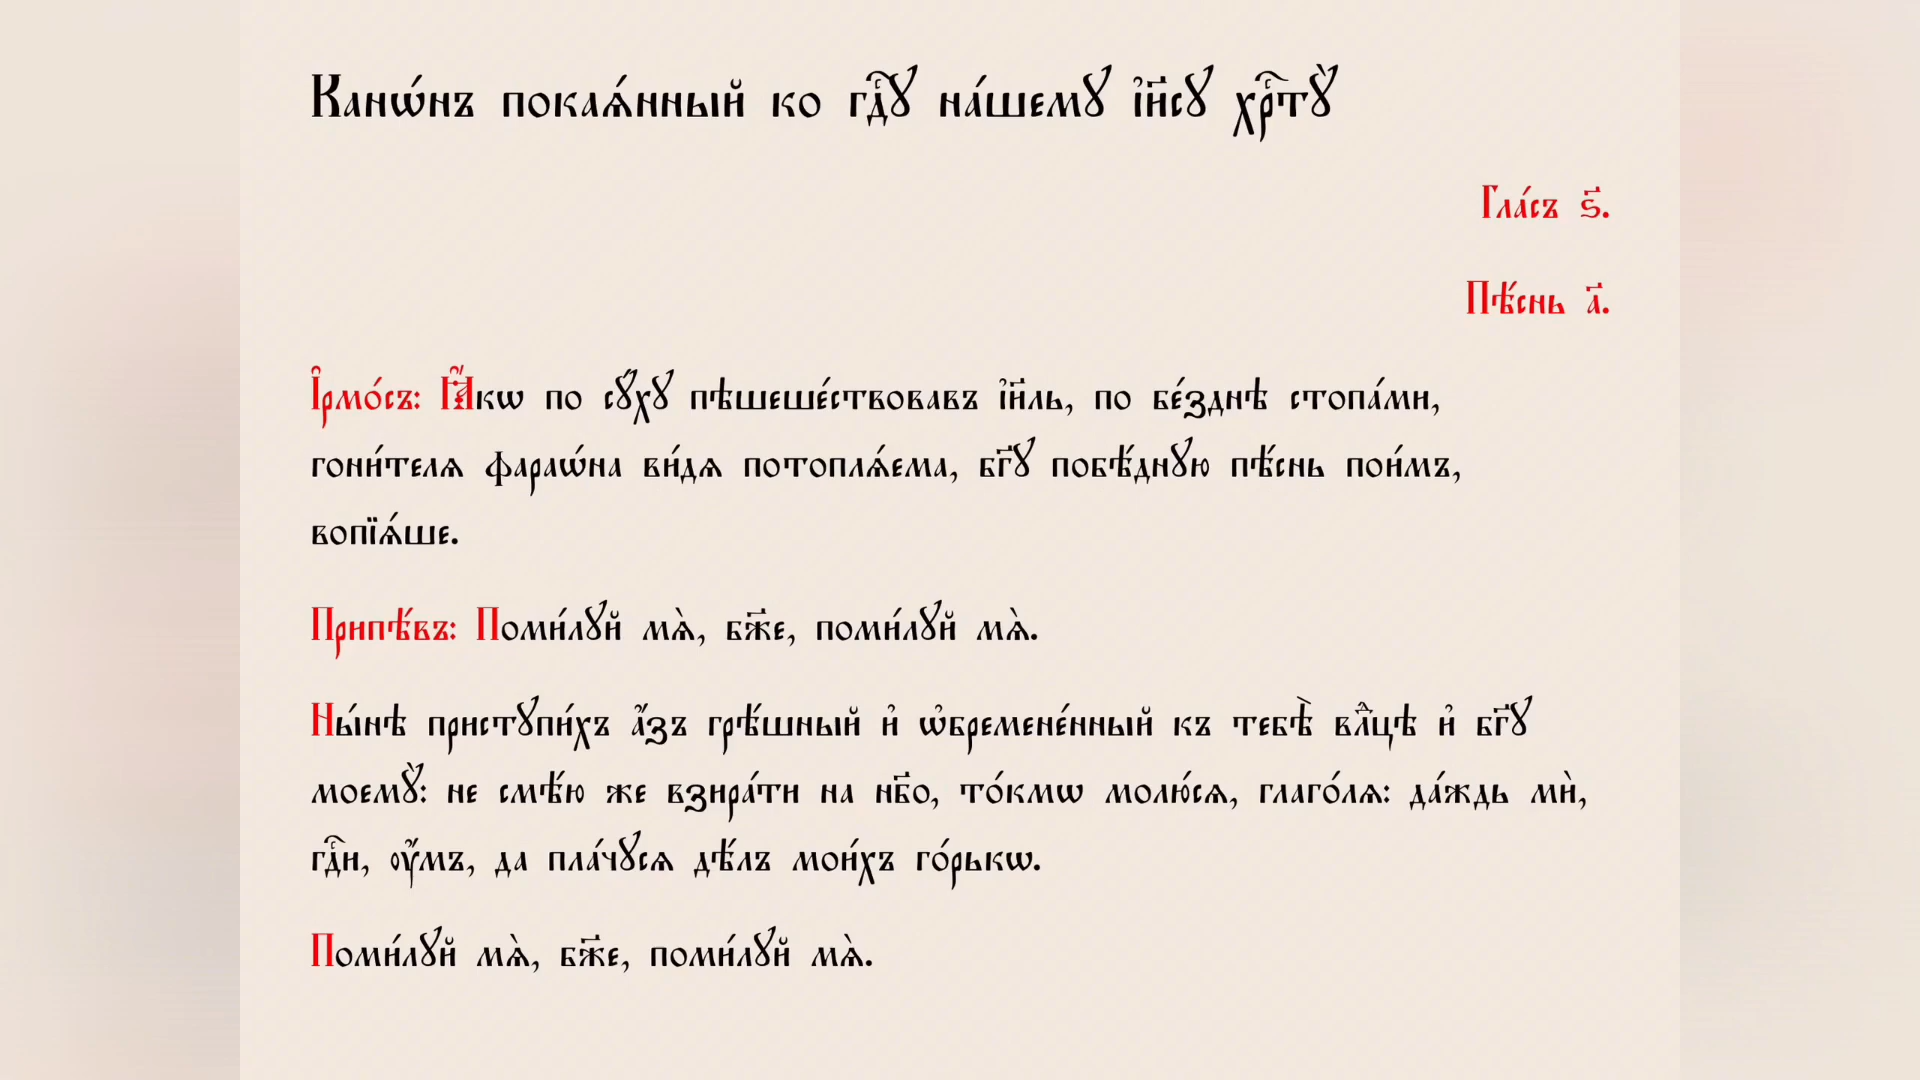 Канѡ́нъ покаѧ́нный ко гдⷭ҇ꙋ на́шемꙋ і҆и҃сꙋ хрⷭ҇тꙋ̀
Гла́съ ѕ҃.
Пѣ́снь а҃.
І҆рмо́съ: Ꙗ҆́кѡ по сꙋ́хꙋ пѣшеше́ствовавъ і҆и҃ль, по бе́зднѣ стопа́ми,
гони́телѧ фараѡ́на ви́дѧ потоплѧ́ема, бг҃ꙋ побѣ́днꙋю пѣ́снь пои́мъ,
вопїѧ́ше.
Припѣ́въ: Поми́лꙋй мѧ̀, бж҃е, поми́лꙋй мѧ̀.
Ны́нѣ пристꙋпи́хъ а҆́зъ грѣ́шный и҆ ѡ҆бремене́нный къ тебѣ̀ влⷣцѣ и҆ бг҃ꙋ
моемꙋ̀: не смѣ́ю же взира́ти на нб҃о, то́кмѡ молю́сѧ, глаго́лѧ: да́ждь мѝ,
гдⷭ҇и, ᲂу҆́мъ, да пла́чꙋсѧ дѣ́лъ мои́хъ го́рькѡ.
Поми́лꙋй мѧ̀, бж҃е, поми́лꙋй мѧ̀.